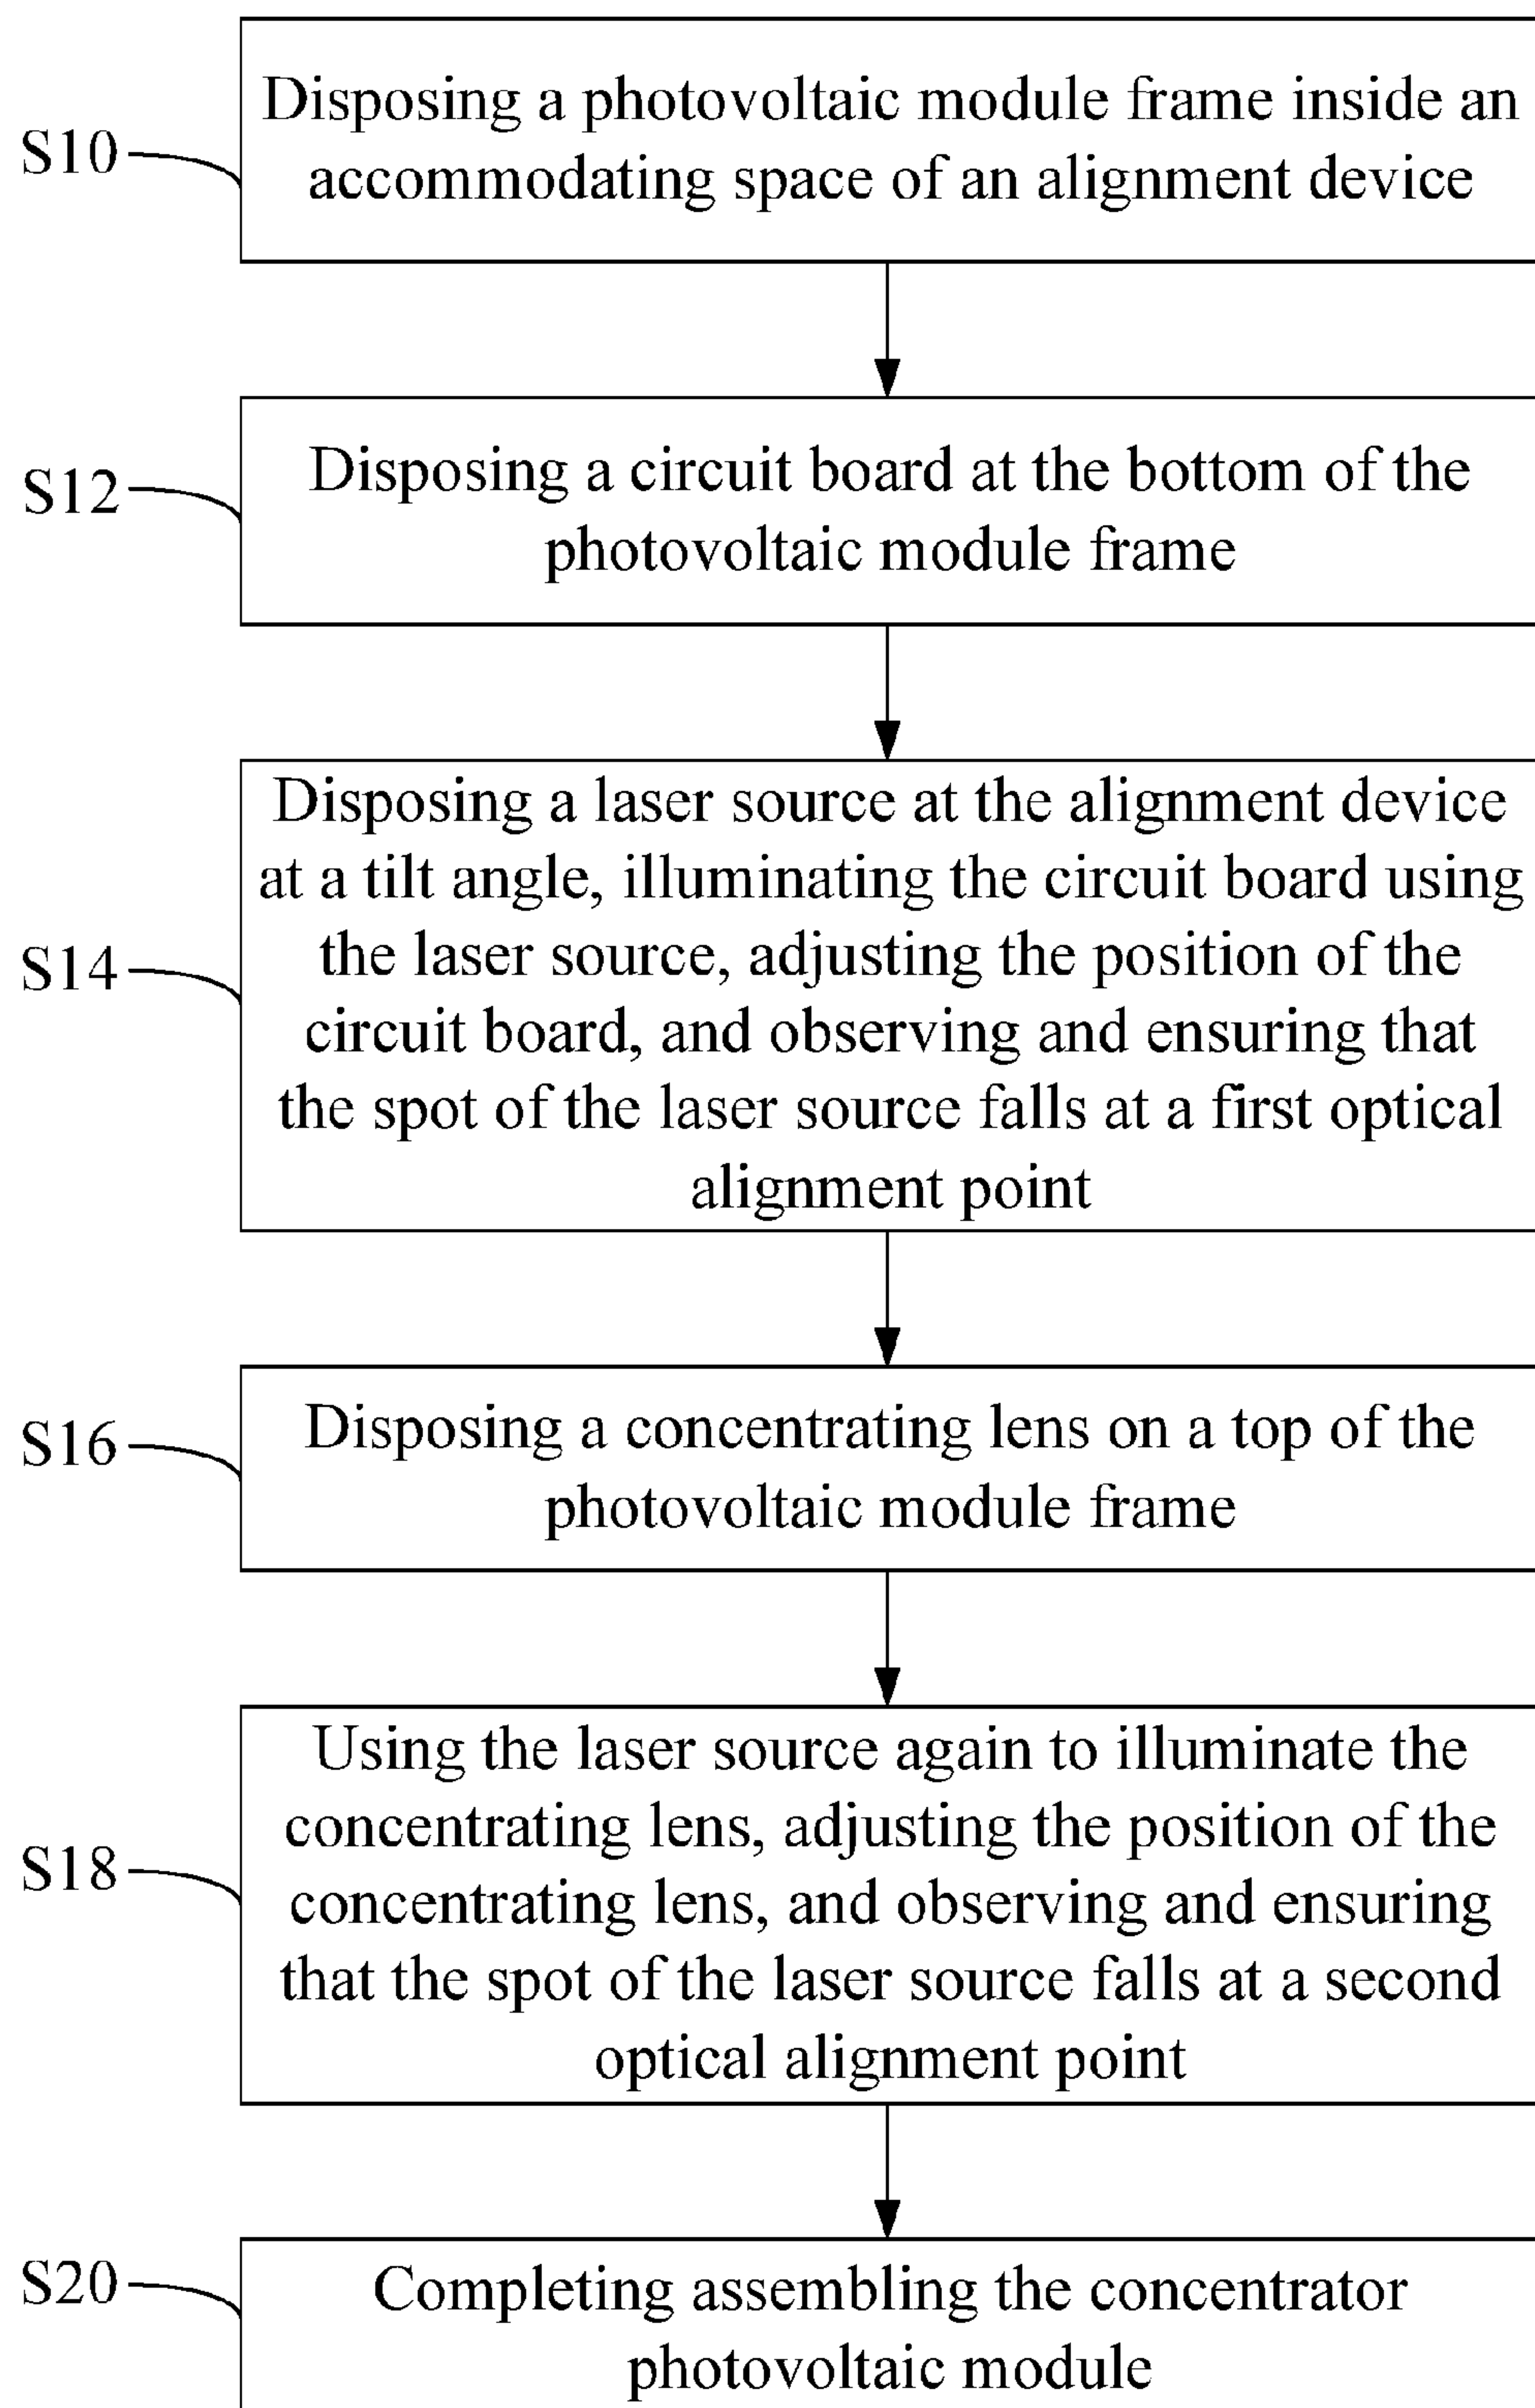 Disposing a photovoltaic module frame inside an
S10
accommodating space of an alignment device
Disposing a circuit board at the bottom of the
S12
photovoltaic module frame
Disposing a laser source at the alignment device
at a tilt angle, illuminating the circuit board using
the laser source, adjusting the position of the
S14
circuit board, and observing and ensuring that
the spot of the laser source falls at a first optical
alignment point
Disposing a concentrating lens on a top of the
S16
photovoltaic module frame
Using the laser source again to illuminate the
concentrating lens, adjusting the position of the
S18
concentrating lens, and observing and ensuring
that the spot of the laser source falls at a second
optical alignment point
S20
Completing assembling the concentrator
photovoltaic module